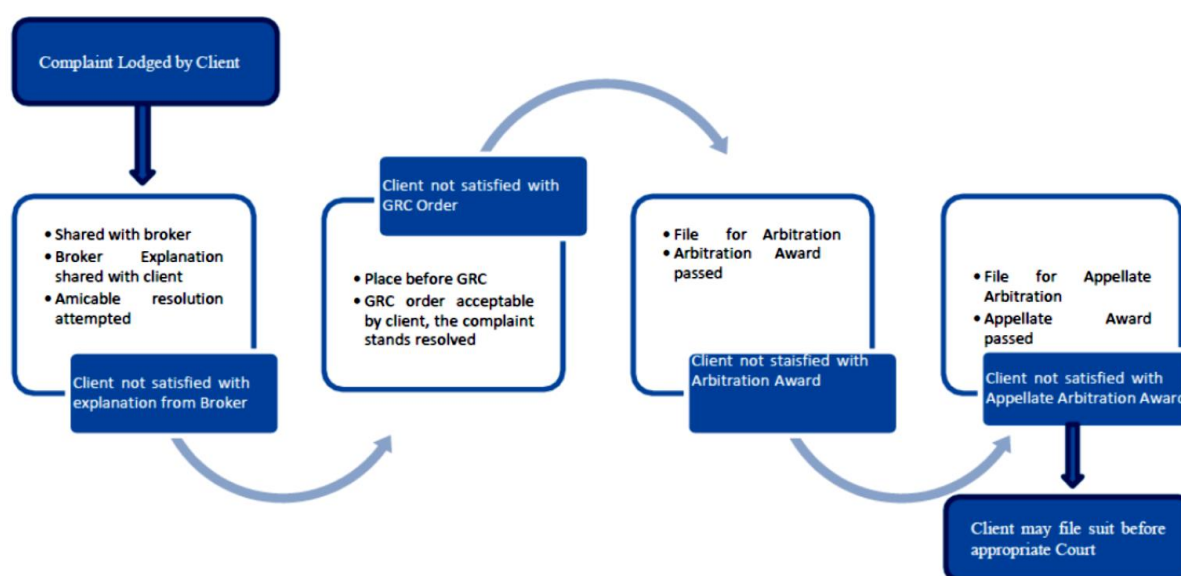 Complaint Lodged by Client
• Shared with broker
• Broker Explanation
shared with client
• Amicable resolution
attempted
Client not satisfied with
explanation from Broker
Client not satisfied with
GRC Order
• Place before GRC
• GRC order acceptable
by client, the complaint
stands resolved
• File for Arbitration
• Arbitration Award
passed
Client not staisfied with
Arbitration Award
• File for Appellate
Arbitration
• Appellate Award
passed
Client not satisfied with
Appellate Arbitration Award
Client may file suit before
appropriate Court